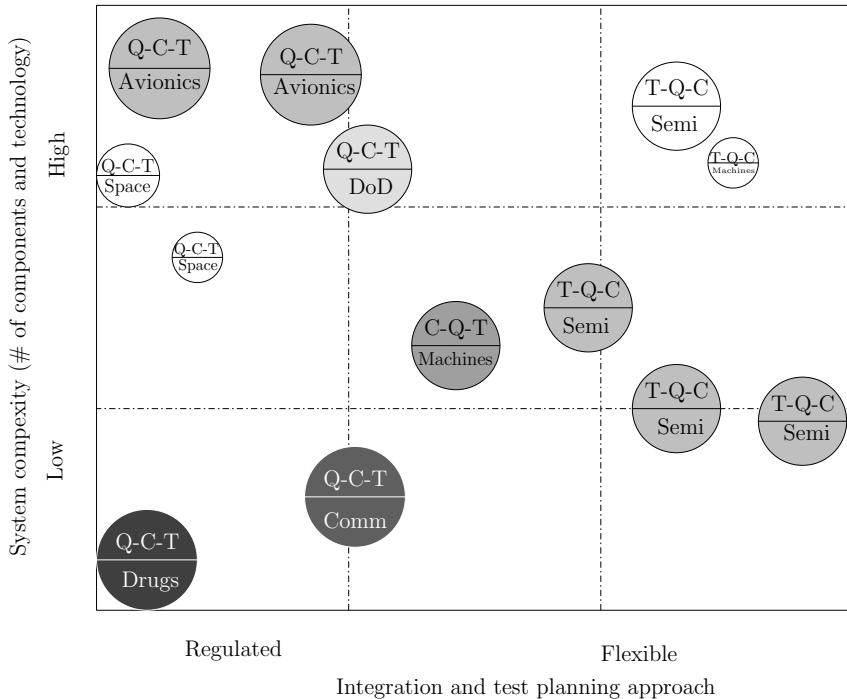 System compexity (# of components and technology)
High
Low
Q-C-T
Avionics
Q-C-T
Avionics
T-Q-C
Semi
Q-C-T
Space
Q-C-T
DoD
T-Q-C
Machines
Q-C-T
Space
C-Q-T
Machines
T-Q-C
Semi
T-Q-C
Semi
T-Q-C
Semi
Q-C-T
Comm
Q-C-T
Drugs
Regulated
Flexible
Integration and test planning approach